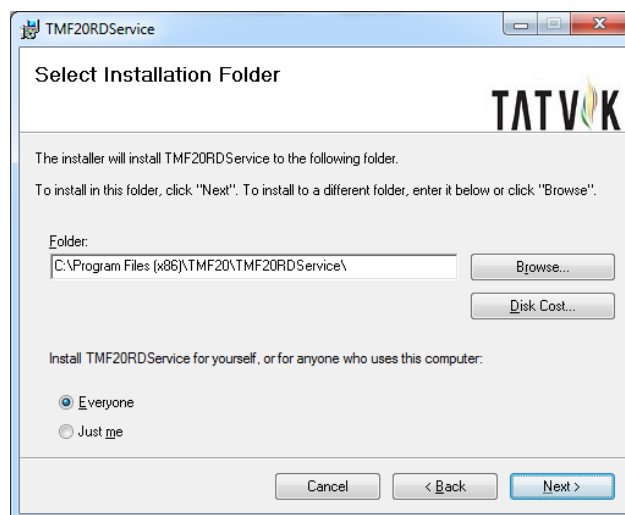 TMF20RDService
Select Installation Folder
TATVIK
The installer will install TMF20RDService to the following folder.
To install in this folder, click "Next". To install to a different folder, enter it below or click "Browse".
Folder:
C:\Program Files (x86)\TMF20\TMF20RDService\
Browse...
Disk Cost...
Install TMF20RDService for yourself, or for anyone who uses this computer:
Everyone
Just me
Cancel
< Back
Next >